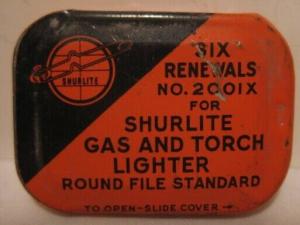 SHURLITE
SIX
RENEWALS
NO. 2001X
FOR
SHURLITE
GAS AND TORCH
LIGHTER
ROUND FILE STANDARD
TO OPEN-SLIDE COVER →